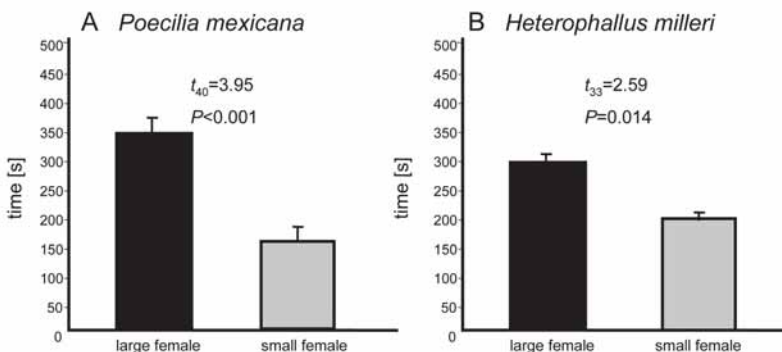 A Poecilia mexicana
500
450
400
350
300
250
200
150
100
50
0
time [s]
t40=3.95
P<0.001
large female
small female
B Heterophallus milleri
500
450
400
350
300
250
200
150
100
50
0
time [s]
t33=2.59
P=0.014
large female
small female